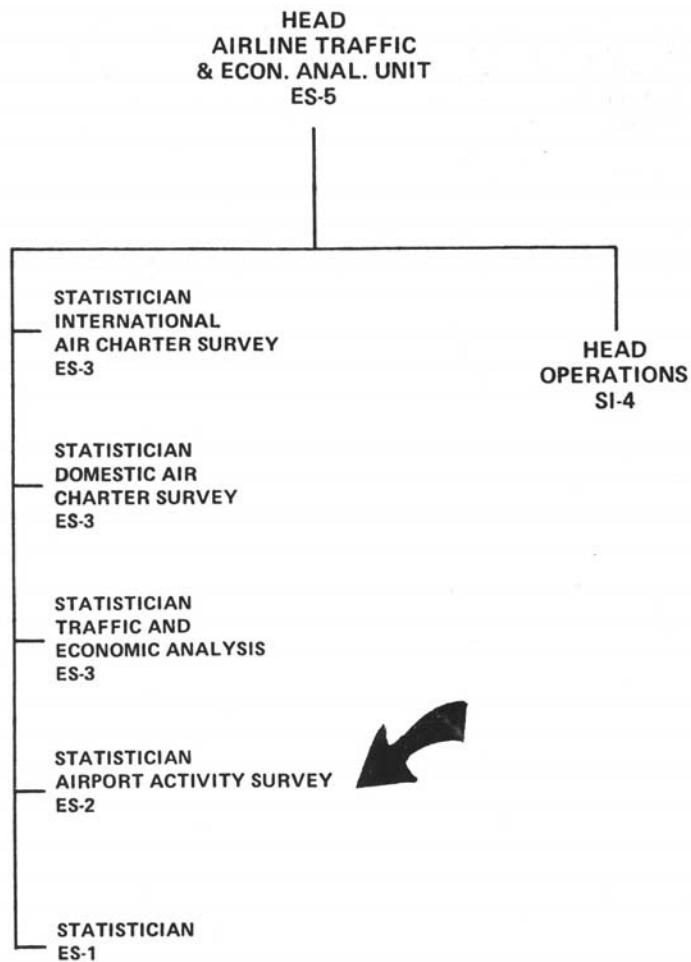 HEAD
AIRLINE TRAFFIC
& ECON. ANAL. UNIT
ES-5
STATISTICIAN
INTERNATIONAL
AIR CHARTER SURVEY
ES-3
HEAD
OPERATIONS
SI-4
STATISTICIAN
DOMESTIC AIR
CHARTER SURVEY
ES-3
STATISTICIAN
TRAFFIC AND
ECONOMIC ANALYSIS
ES-3
STATISTICIAN
AIRPORT ACTIVITY SURVEY
ES-2
STATISTICIAN
ES-1